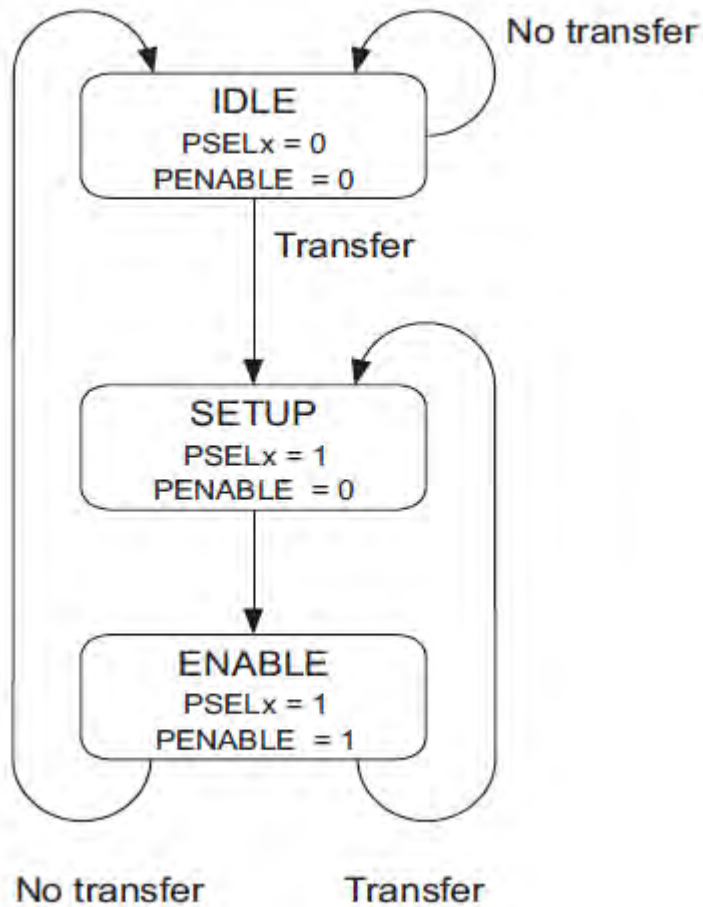 No transfer
IDLE
PSELx = 0
PENABLE = 0
Transfer
SETUP
PSELx = 1
PENABLE = 0
ENABLE
PSELx = 1
PENABLE = 1
No transfer
Transfer